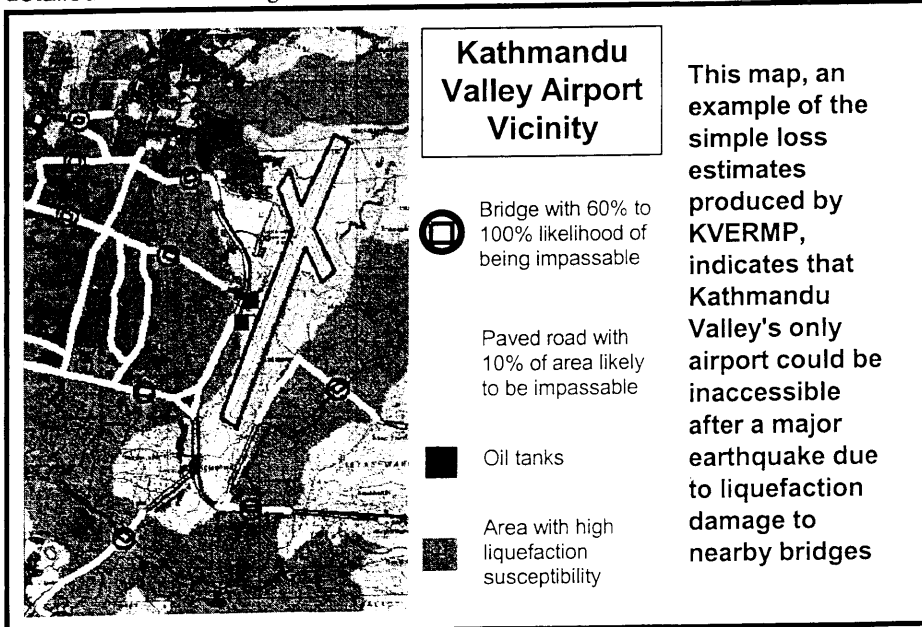 Kathmandu
Valley Airport
Vicinity
Bridge with 60% to
100% likelihood of
being impassable
Paved road with
10% of area likely
to be impassable
Oil tanks
Area with high
liquefaction
susceptibility
This map, an
example of the
simple loss
estimates
produced by
KVERMP,
indicates that
Kathmandu
Valley's only
airport could be
inaccessible
after a major
earthquake due
to liquefaction
damage to
nearby bridges